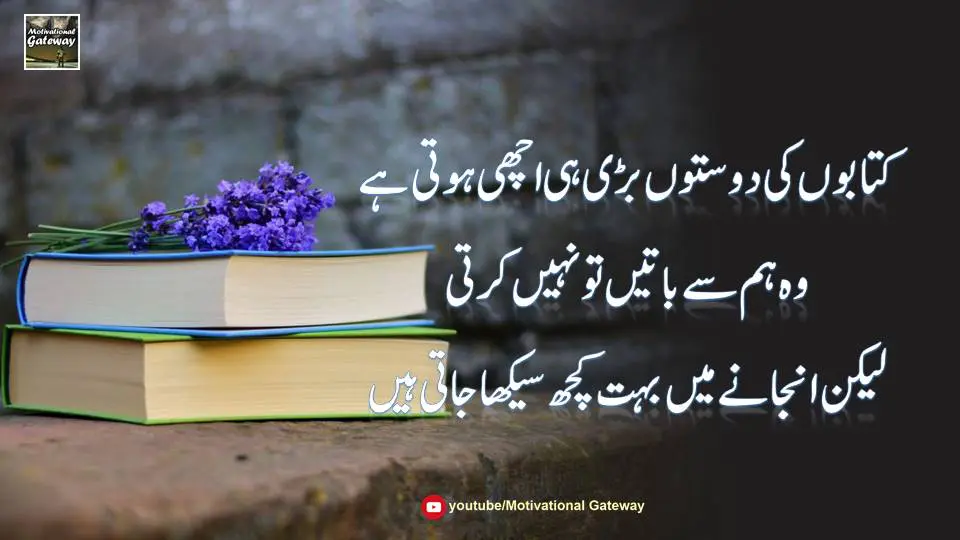 Motivational
Gateway
کتابوں کی دوستوں بڑی ہی اچھی ہوتی ہے
وہ ہم سے باتیں تو نہیں کرتی
لیکن انجانے میں بہت کچھ سیکھا جاتی ہیں
youtube/Motivational Gateway